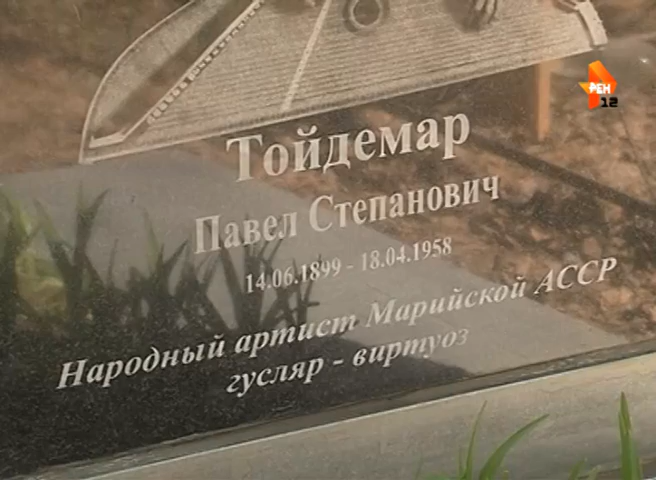 РЕН
12
Тойдемар
Павел Степанович
14.06.1899 - 18.04.1958
Народный артист Марийской АССР
гусляр - виртуоз